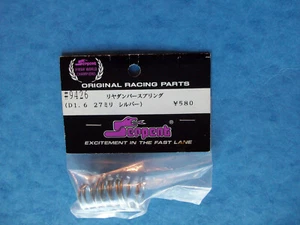 Serpent
ORIGINAL RACING PARTS
#9426 リヤダンパースプリング
(D1.6 27ミリ シルバー) ¥580
Serpent
EXCITEMENT IN THE FAST LANE